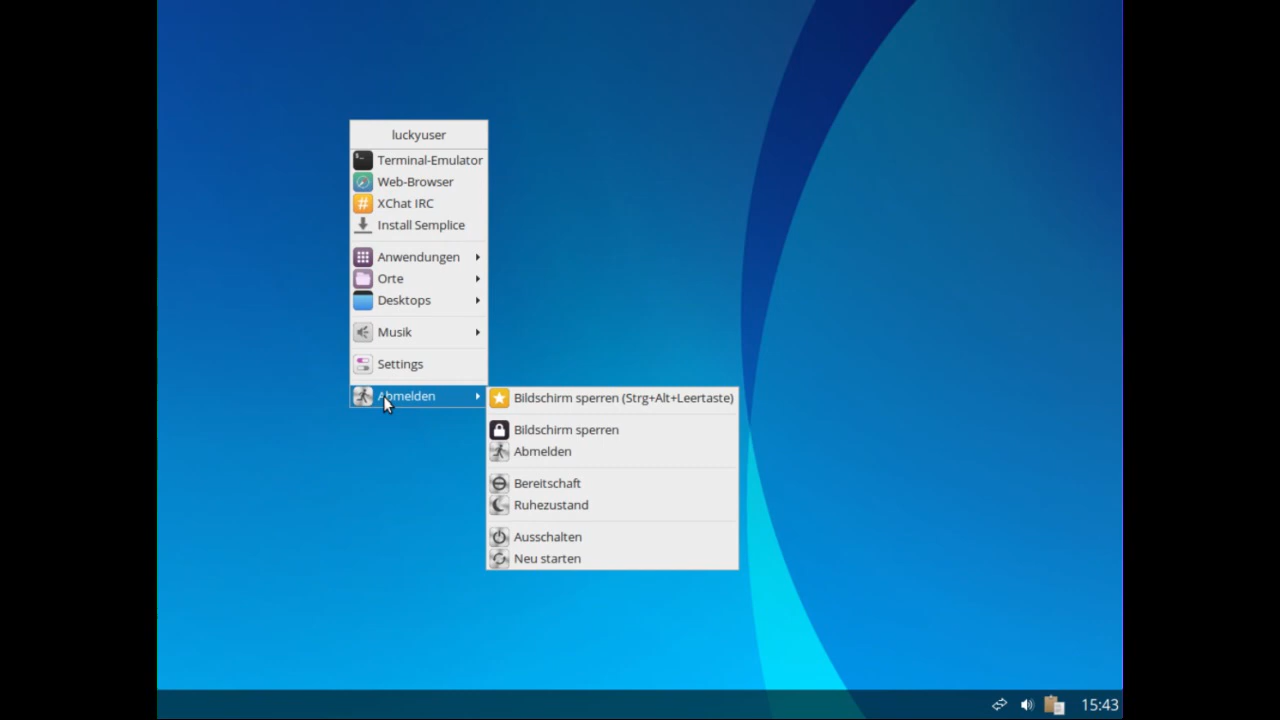 luckyuser
Terminal-Emulator
Web-Browser
XChat IRC
Install Semplice
Anwendungen
Orte
Desktops
Musik
Settings
Abmelden
Bildschirm sperren (Strg+Alt+Leertaste)
Bildschirm sperren
Abmelden
Bereitschaft
Ruhezustand
Ausschalten
Neu starten
15:43